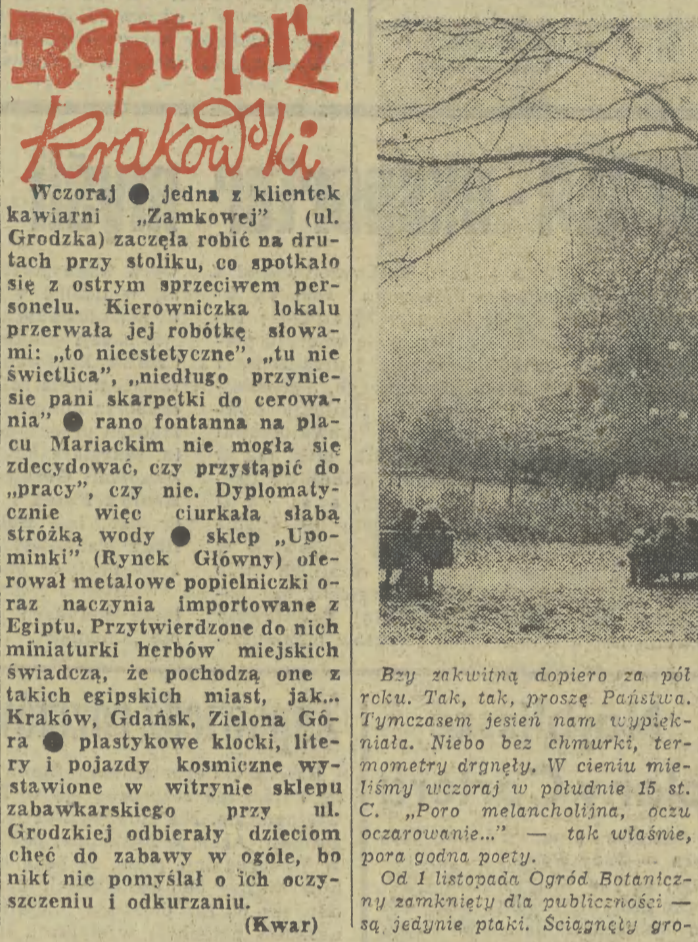 Raptularz
Krakowski
Wczoraj ● jedna z klientek
kawiarni „Zamkowej” (ul.
Grodzka) zaczęła robić na dru-
tach przy stoliku, co spotkało
się z ostrym sprzeciwem per-
sonelu. Kierowniczka lokalu
przerwała jej robótkę słowa-
mi: „to nieestetyczne”, „tu nie
świetlica”, „niedługo przynie-
sie pani skarpetki do cerowa-
nia” ● rano fontanna na pla-
cu Mariackim nie mogła się
zdecydować, czy przystąpić do
„pracy”, czy nie. Dyplomaty-
cznie więc ciurkała słabą
stróżką wody ● sklep „Upo-
minki” (Rynek Główny) ofe-
rował metalowe popielniczki o-
raz naczynia importowane z
Egiptu. Przytwierdzone do nich
miniaturki herbów miejskich
świadczą, że pochodzą one z
takich egipskich miast, jak...
Kraków, Gdańsk, Zielona Gó-
ra ● plastykowe klocki, lite-
ry i pojazdy kosmiczne wy-
stawione w witrynie sklepu
zabawkarskiego przy ul.
Grodzkiej odbierały dzieciom
chęć do zabawy w ogóle, bo
nikt nie pomyślał o ich oczy-
szczeniu i odkurzaniu.
(Kwar)
Bzy zakwitną dopiero za pół
roku. Tak, tak, proszę Państwa.
Tymczasem jesień nam wypięk-
niała. Niebo bez chmurki, ter-
mometry drgnęły. W cieniu mie-
liśmy wczoraj w południe 15 st.
C. „Poro melancholijna, oczu
oczarowanie...” — tak właśnie,
pora godna poety.
Od 1 listopada Ogród Botanicz-
ny zamknięty dla publiczności —
są jedynie ptaki. Ściągnęły gro-